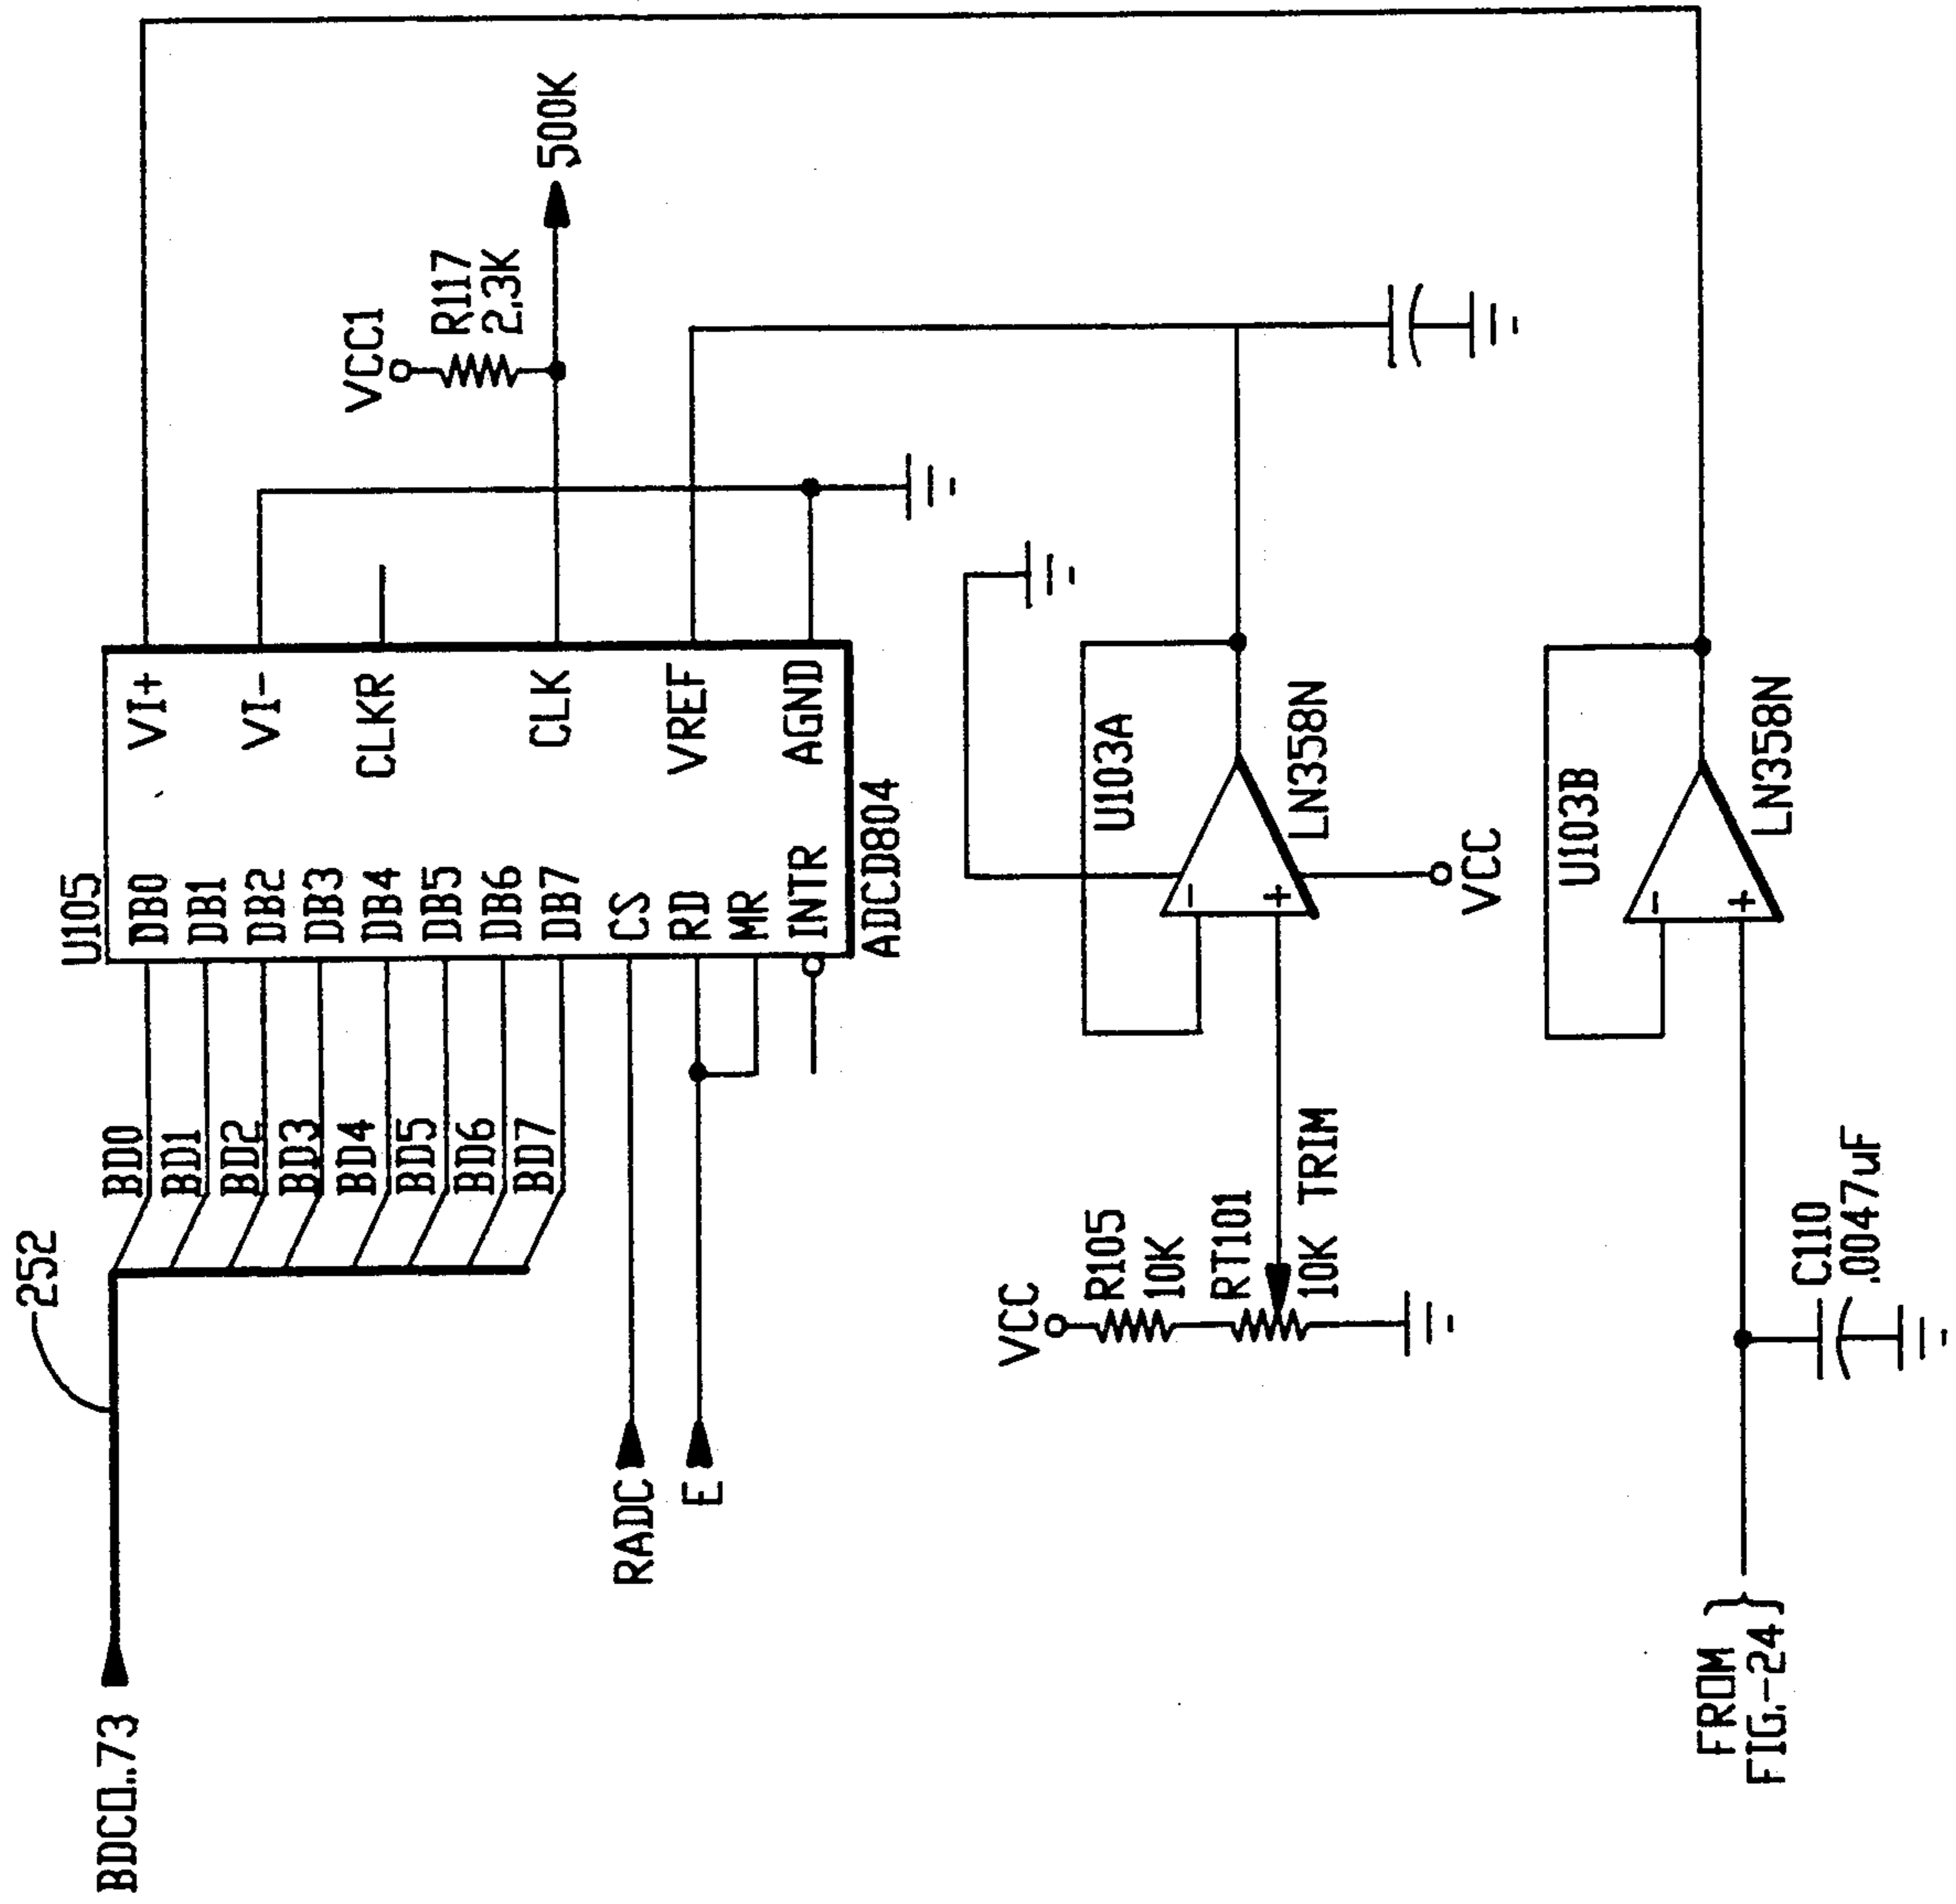 BDC0..73
252
BD0
BD1
BD2
BD3
BD4
BD5
BD6
BD7
RADC
E
U105
DB0
DB1
DB2
DB3
DB4
DB5
DB6
DB7
CS
RD
MR
INTR
VI+
VI-
CLKR
CLK
VREF
AGND
ADCD804
VCC1
R117
2.3K
500K
VCC
R105
10K
RT101
10K TRIM
U103A
-
+
LN358N
VCC
U103B
-
+
LN358N
FROM
FIG.-24
C110
.0047uF